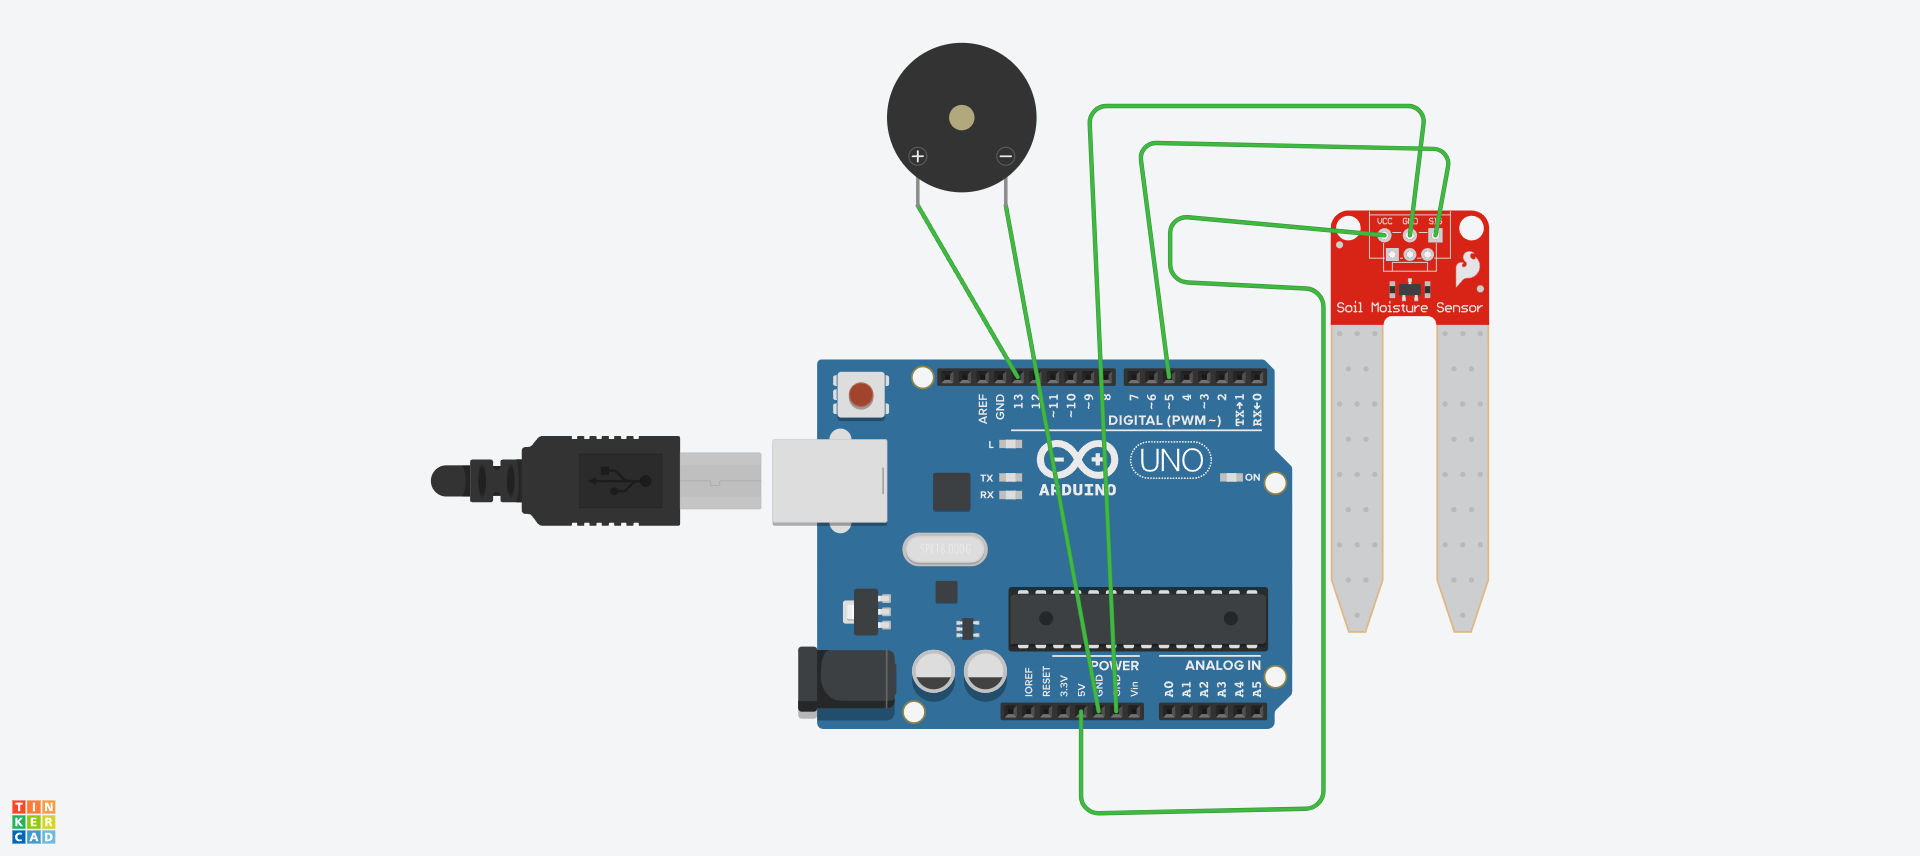 + −
VCC GND SIG
Soil Moisture Sensor
AREF GND 13 12 ~11 ~10 ~9 8 7 ~6 ~5 4 ~3 2 TX→1 RX←0
DIGITAL (PWM ~)
L
TX
RX
ARDUINO
UNO
ON
SPK16.000G
POWER
ANALOG IN
IOREF RESET 3.3V 5V GND GND Vin A0 A1 A2 A3 A4 A5
TIN
KER
CAD